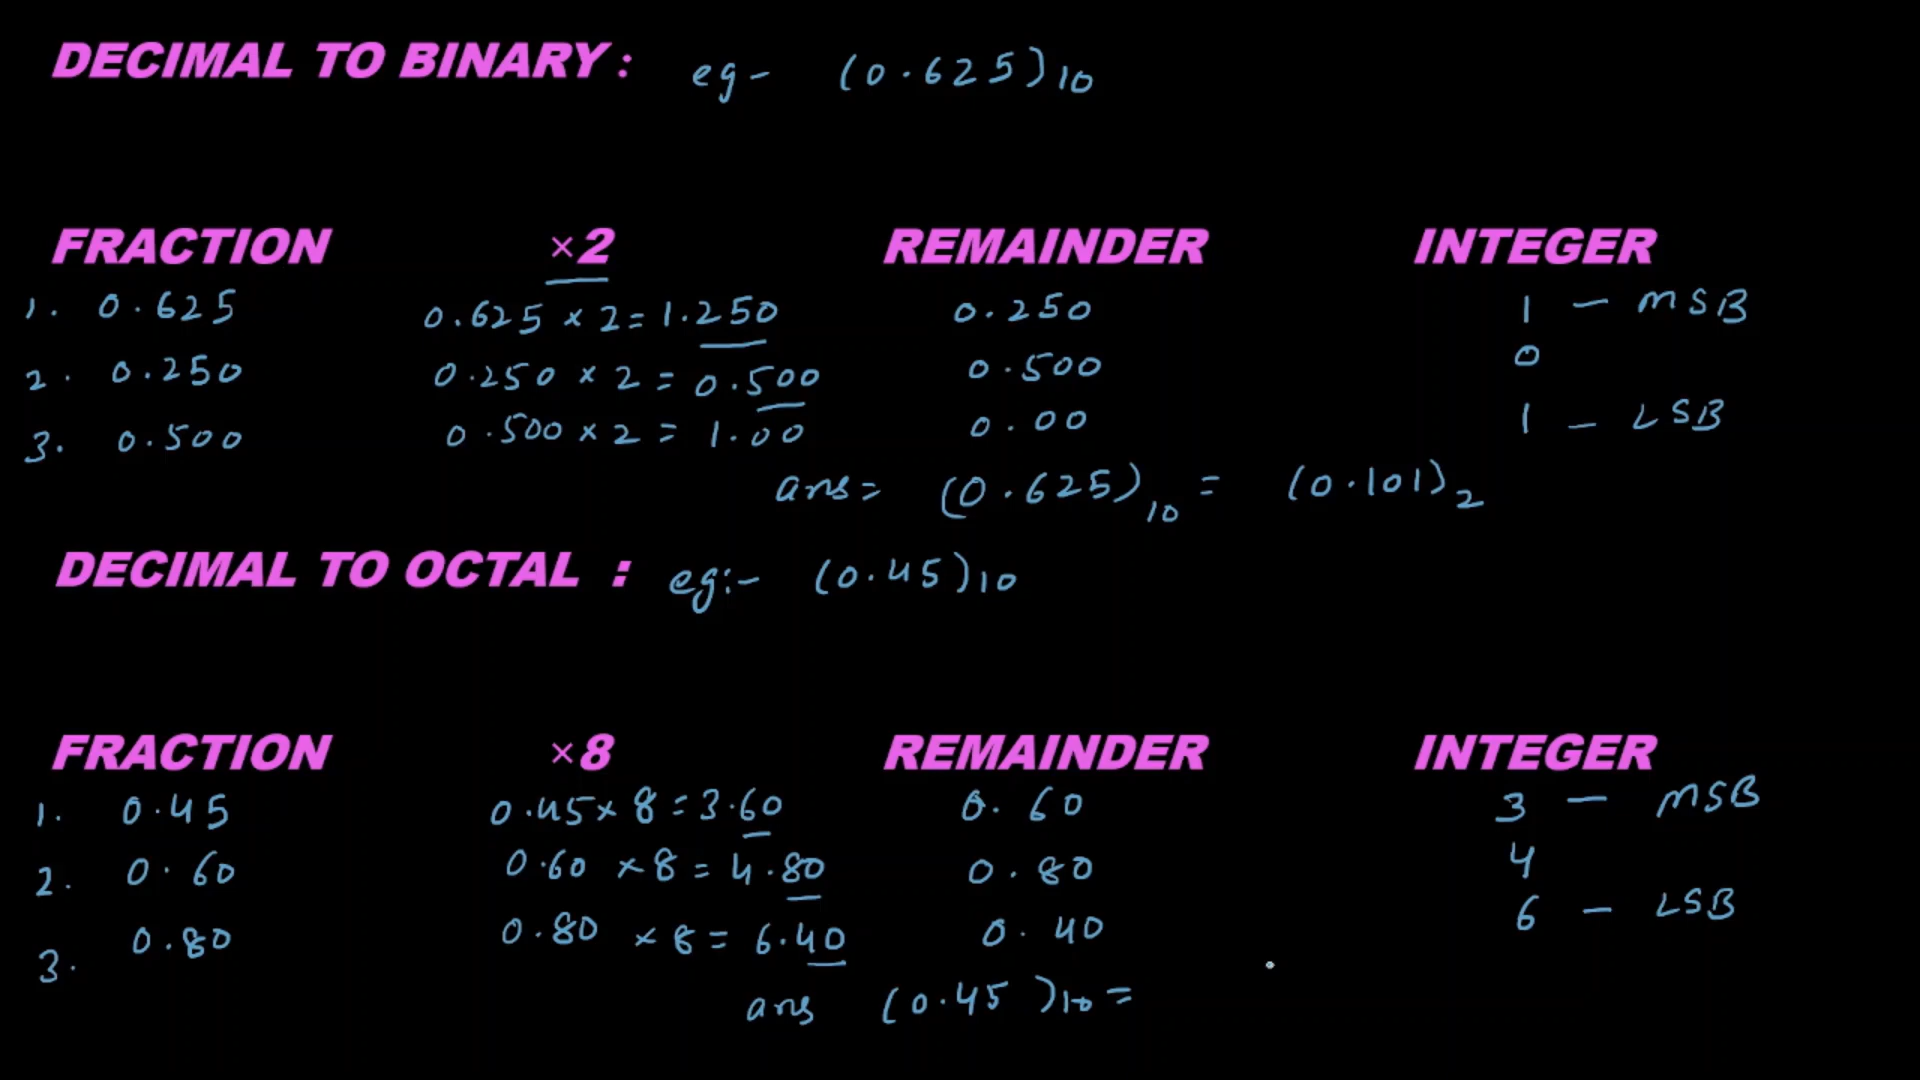 DECIMAL TO BINARY : eg- (0.625)10
FRACTION ×2 REMAINDER INTEGER
1. 0.625 0.625 × 2 = 1.250 0.250 1 — MSB
2. 0.250 0.250 × 2 = 0.500 0.500 0
3. 0.500 0.500 × 2 = 1.00 0.00 1 — LSB
ans = (0.625)10 = (0.101)2
DECIMAL TO OCTAL : eg:- (0.45)10
FRACTION ×8 REMAINDER INTEGER
1. 0.45 0.45 × 8 = 3.60 0.60 3 — MSB
2. 0.60 0.60 × 8 = 4.80 0.80 4
3. 0.80 0.80 × 8 = 6.40 0.40 6 — LSB
ans (0.45)10 =